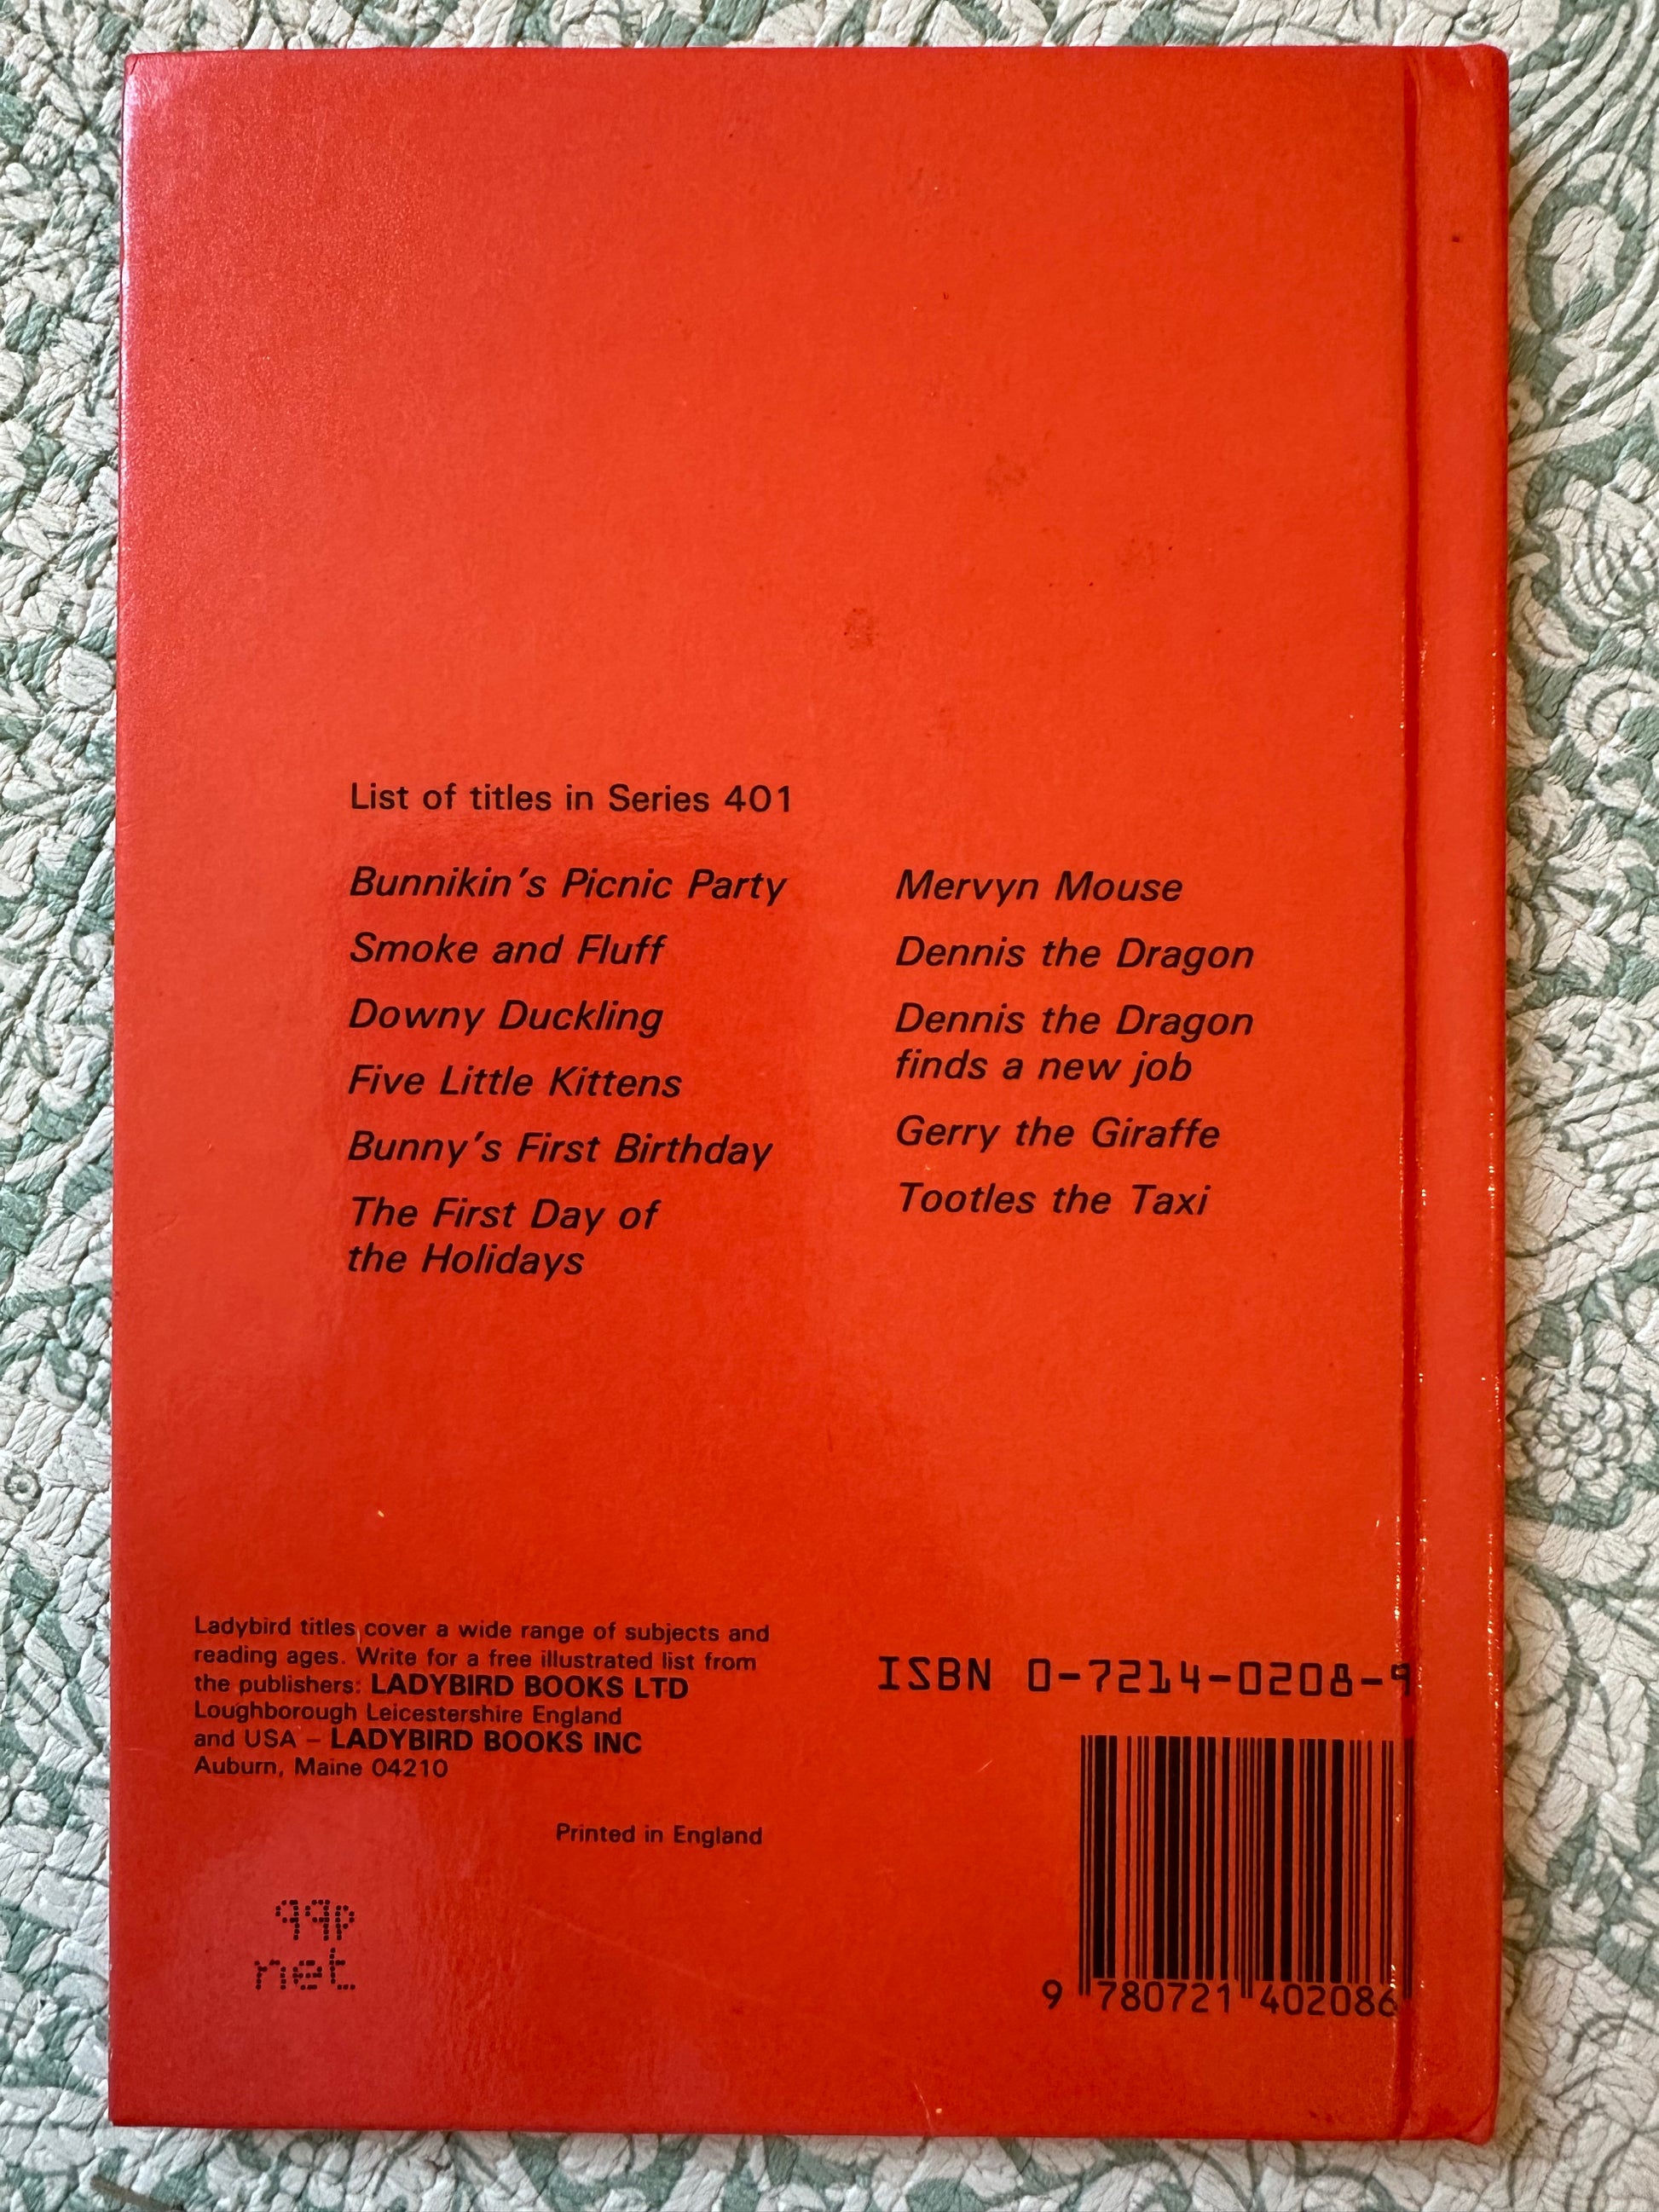 List of titles in Series 401
Bunnikin's Picnic Party
Smoke and Fluff
Downy Duckling
Five Little Kittens
Bunny's First Birthday
The First Day of
the Holidays
Mervyn Mouse
Dennis the Dragon
Dennis the Dragon
finds a new job
Gerry the Giraffe
Tootles the Taxi
Ladybird titles cover a wide range of subjects and
reading ages. Write for a free illustrated list from
the publishers: LADYBIRD BOOKS LTD
Loughborough Leicestershire England
and USA – LADYBIRD BOOKS INC
Auburn, Maine 04210
Printed in England
99p
net
ISBN 0-7214-0208-9
9 780721 402086